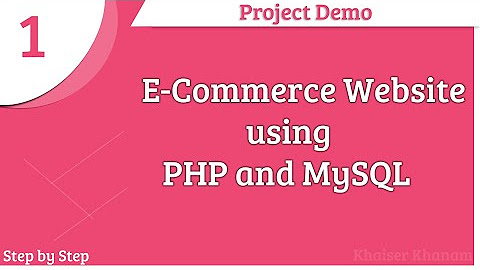 1
Project Demo
E-Commerce Website
using
PHP and MySQL
Step by Step
Khaiser Khanam